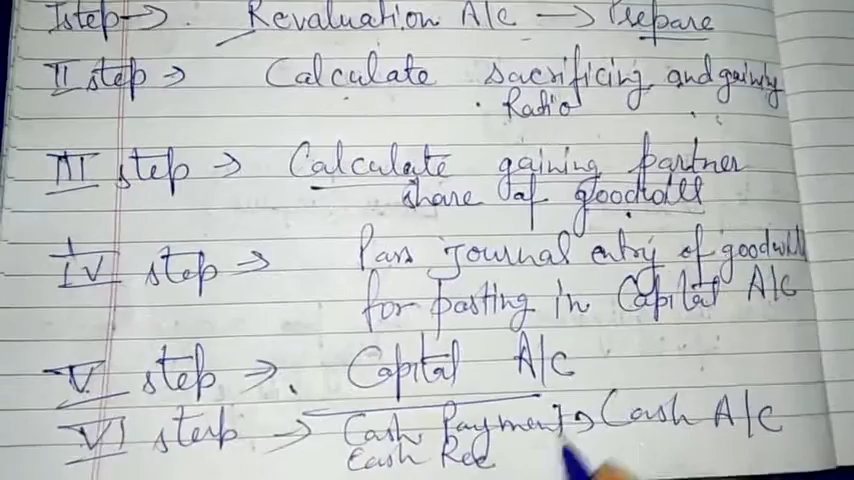 I step → Revaluation A/c → Prepare
II step → Calculate sacrificing and gaining
Radio
III step → Calculate gaining partner
share of goodwill
IV step → Pass journal entry of goodwill
for posting in Capital A/C
V step → Capital A/C
VI step → Cash Payment → Cash A/C
Cash Rec